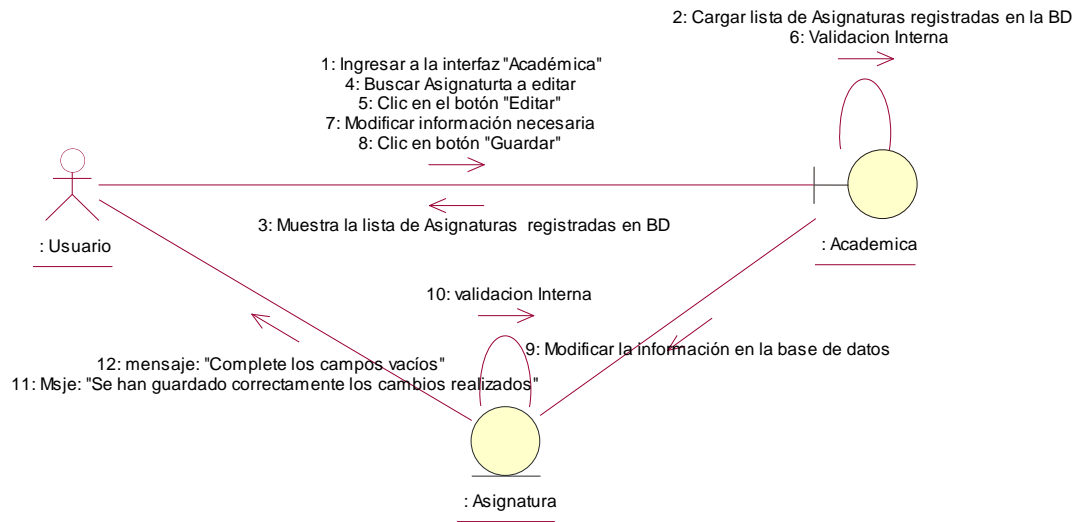 2: Cargar lista de Asignaturas registradas en la BD
6: Validacion Interna
1: Ingresar a la interfaz "Académica"
4: Buscar Asignaturta a editar
5: Clic en el botón "Editar"
7: Modificar información necesaria
8: Clic en botón "Guardar"
3: Muestra la lista de Asignaturas registradas en BD
: Usuario
: Academica
10: validacion Interna
9: Modificar la información en la base de datos
12: mensaje: "Complete los campos vacíos"
11: Msje: "Se han guardado correctamente los cambios realizados"
: Asignatura